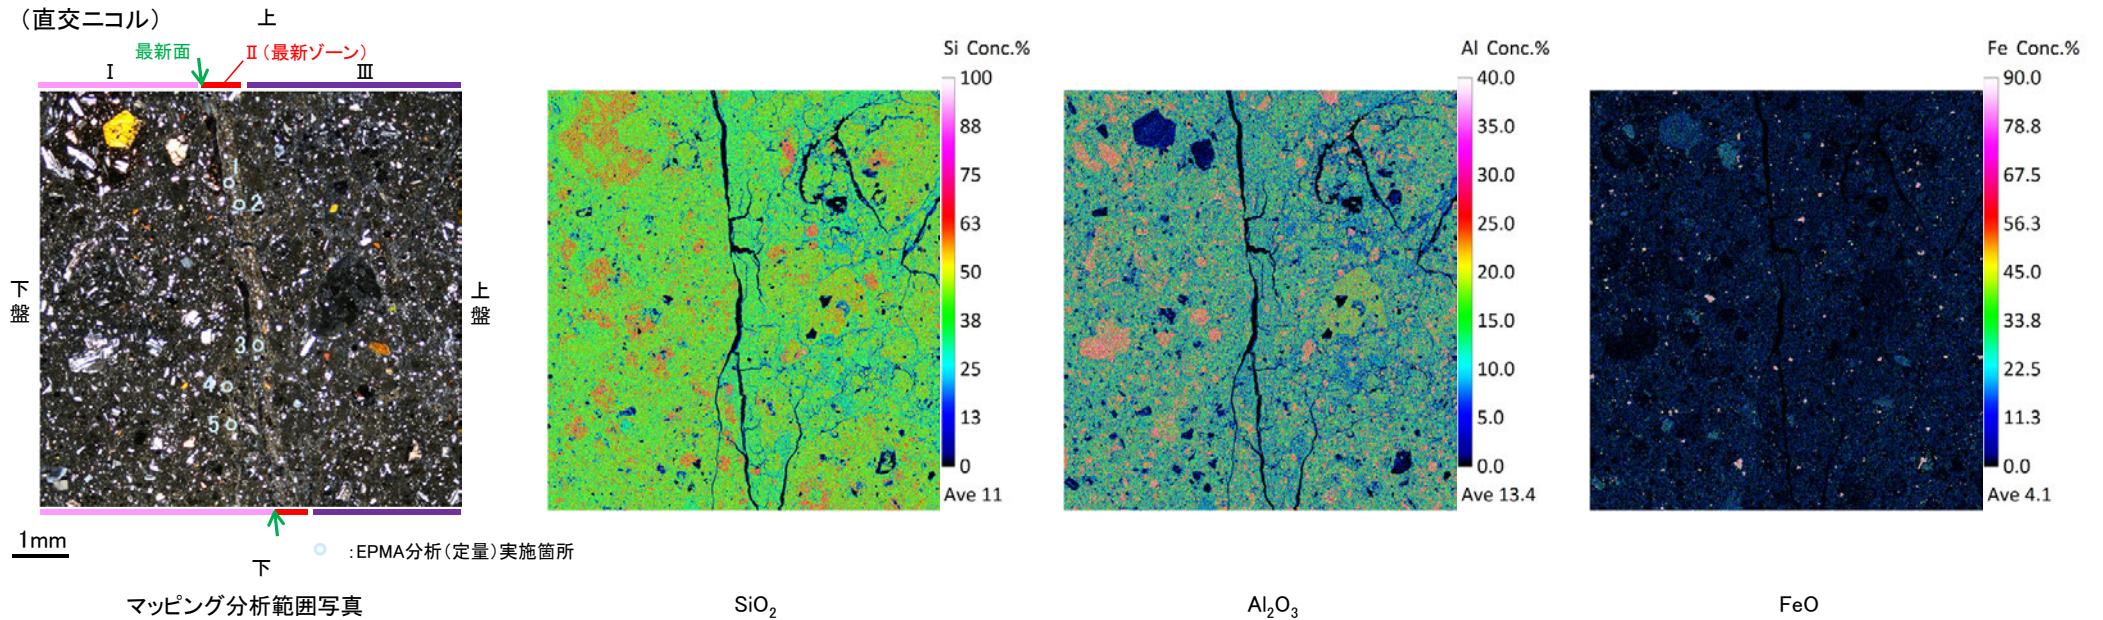 （直交ニコル）
上
最新面
Ⅱ（最新ゾーン）
Ⅰ
Ⅲ
下盤
上盤
1
2
3
4
5
1mm
：EPMA分析（定量）実施箇所
下
マッピング分析範囲写真
Si Conc.%
100
88
75
63
50
38
25
13
0
Ave 11
SiO₂
Al Conc.%
40.0
35.0
30.0
25.0
20.0
15.0
10.0
5.0
0.0
Ave 13.4
Al₂O₃
Fe Conc.%
90.0
78.8
67.5
56.3
45.0
33.8
22.5
11.3
0.0
Ave 4.1
FeO